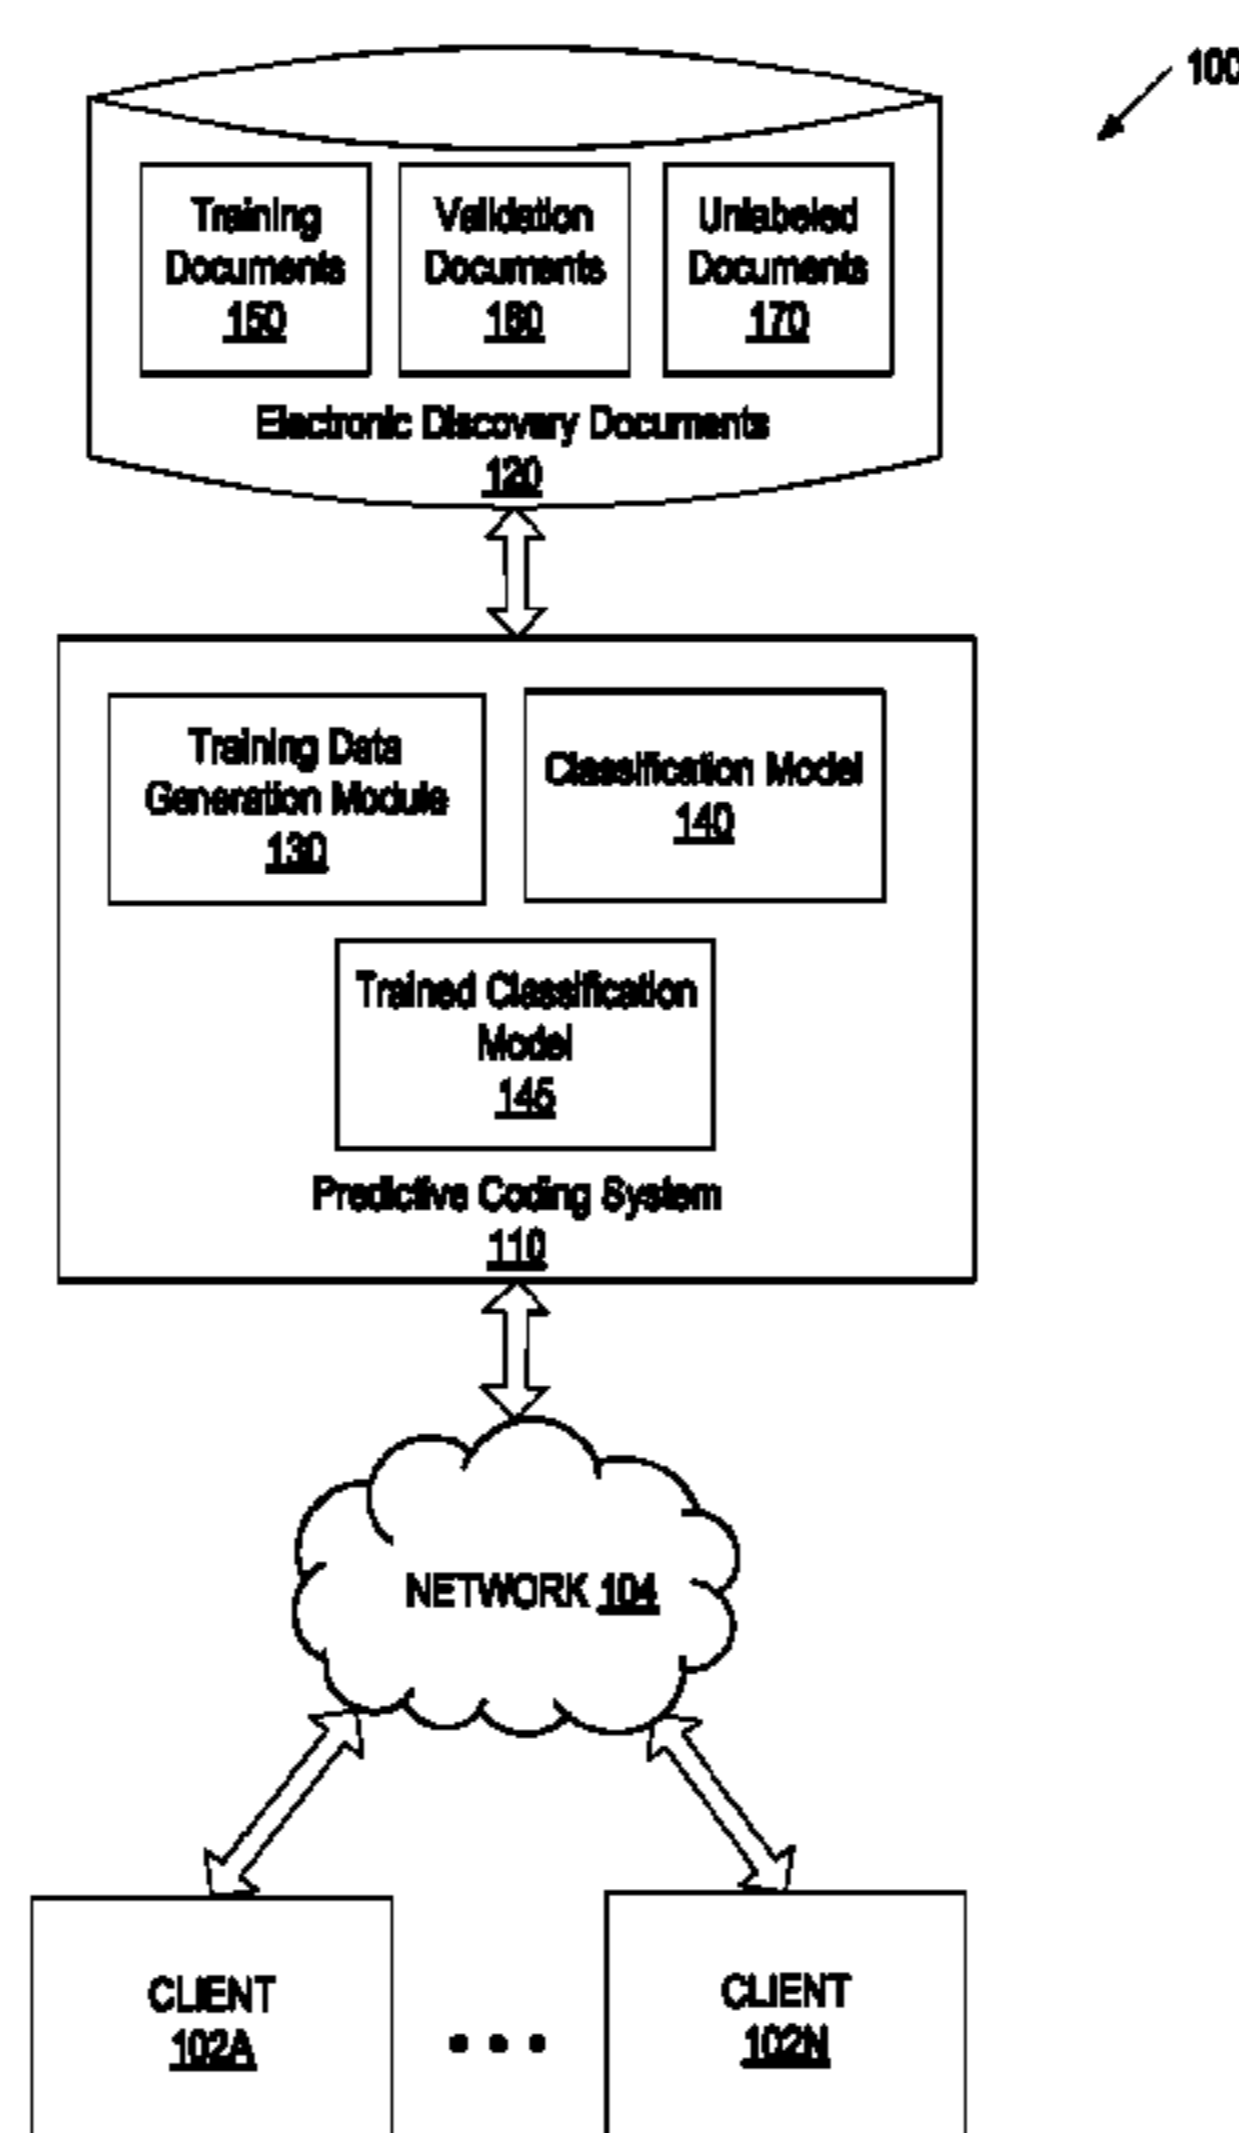 100
Training
Documents
150
Validation
Documents
160
Unlabeled
Documents
170
Electronic Discovery Documents
120
Training Data
Generation Module
130
Classification Model
140
Trained Classification
Model
145
Predictive Coding System
110
NETWORK 104
CLIENT
102A
CLIENT
102N